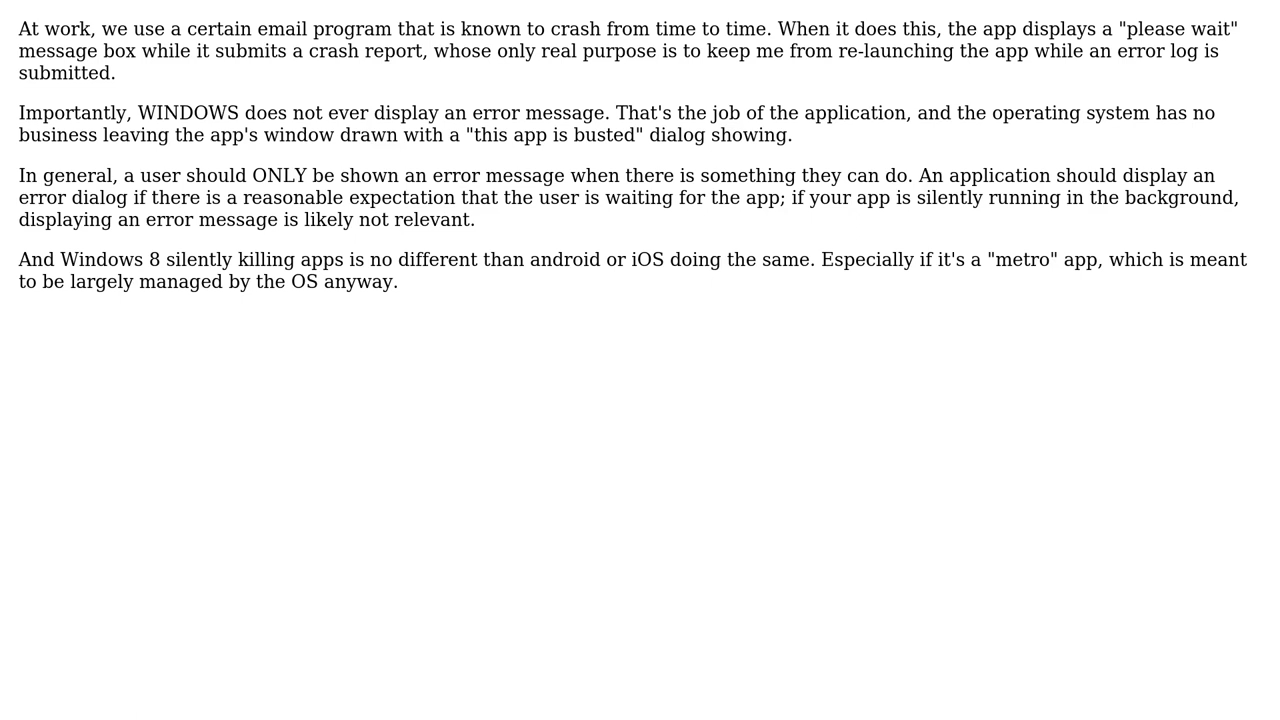 At work, we use a certain email program that is known to crash from time to time. When it does this, the app displays a "please wait"
message box while it submits a crash report, whose only real purpose is to keep me from re-launching the app while an error log is
submitted.
Importantly, WINDOWS does not ever display an error message. That's the job of the application, and the operating system has no
business leaving the app's window drawn with a "this app is busted" dialog showing.
In general, a user should ONLY be shown an error message when there is something they can do. An application should display an
error dialog if there is a reasonable expectation that the user is waiting for the app; if your app is silently running in the background,
displaying an error message is likely not relevant.
And Windows 8 silently killing apps is no different than android or iOS doing the same. Especially if it's a "metro" app, which is meant
to be largely managed by the OS anyway.